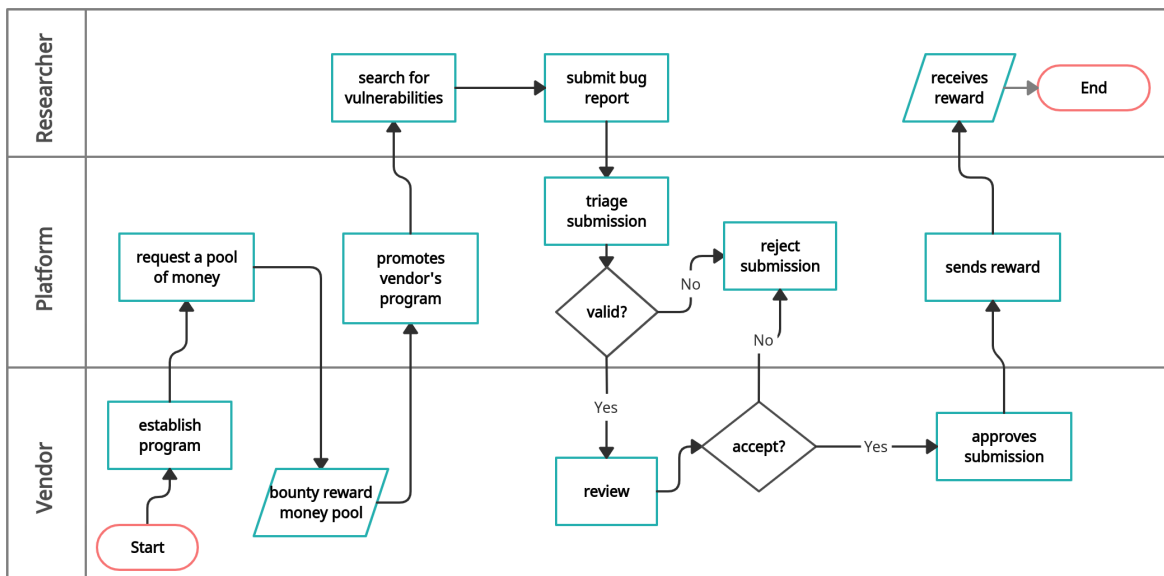 Researcher
search for
vulnerabilities
submit bug
report
receives
reward
End
Platform
request a pool
of money
promotes
vendor's
program
triage
submission
valid?
No
reject
submission
No
sends reward
Vendor
establish
program
Start
bounty reward
money pool
Yes
review
accept?
Yes
approves
submission